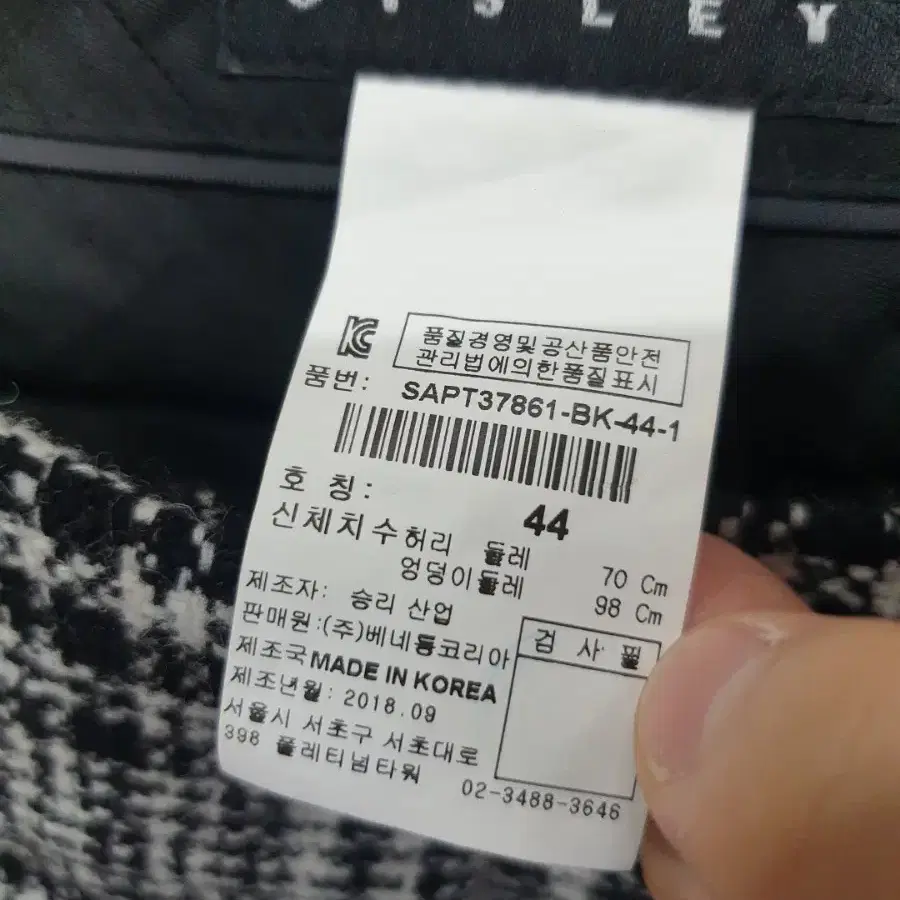 SISLEY
품질경영및공산품안전
관리법에의한품질표시
품번: SAPT37861-BK-44-1
호 칭: 44
신체치수 허리 둘레 70 Cm
엉덩이둘레 98 Cm
제조자: 승리 산업
판매원:(주)베네통코리아
검 사 필
제조국MADE IN KOREA
제조년월: 2018.09
서울시 서초구 서초대로
398 플레티넘타워
02-3488-3646